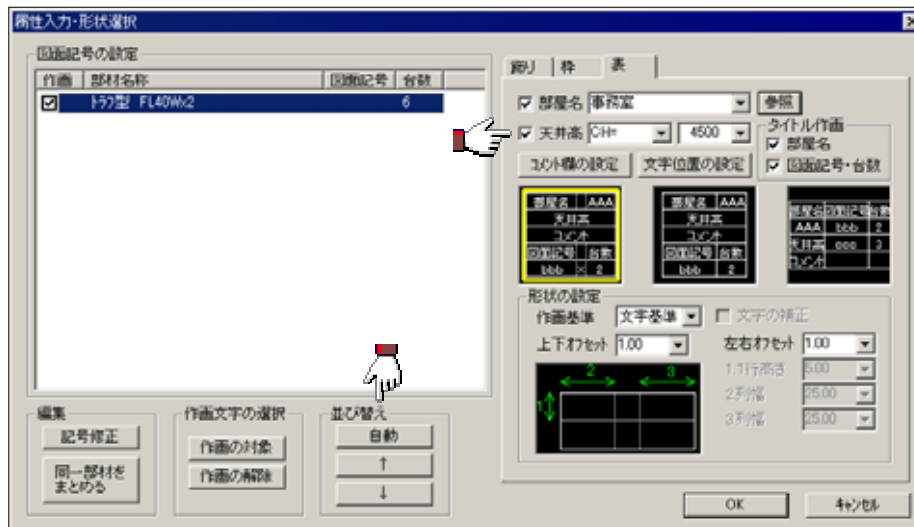 属性入力・形状選択
図面記号の設定
作画 部材名称 図面記号 台数
トラフ型 FL40Wx2 6
編集
記号修正
同一部材を
まとめる
作画文字の選択
作画の対象
作画の解除
並び替え
自動
↑
↓
飾り 枠 表
部屋名 事務室 参照
天井高 CH= 4500
タイトル作画
部屋名
図面記号・台数
コメント欄の設定 文字位置の設定
部屋名 AAA
天井高
コメント
図面記号 台数
bbb × 2
部屋名 AAA
天井高
コメント
図面記号 台数
bbb 2
部屋名 図面記号 台数
AAA bbb 2
天井高 ccc 3
コメント
形状の設定
作画基準 文字基準 文字の補正
上下オフセット 1.00 左右オフセット 1.00
1.1行高さ 5.00
2.列幅 25.00
3.列幅 25.00
2 3
1
OK キャンセル